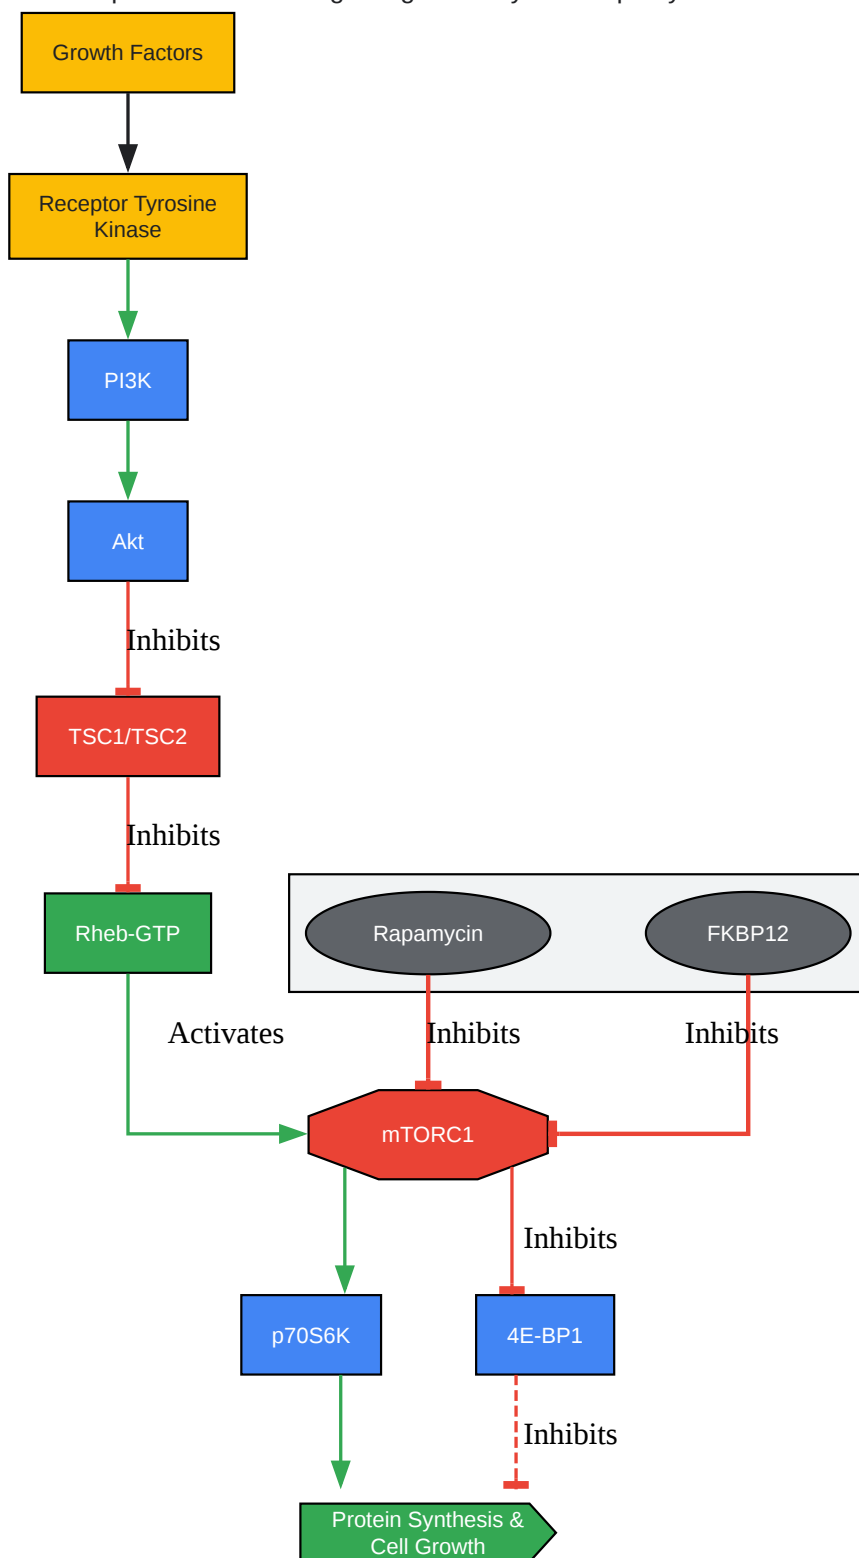 Growth Factors
Receptor Tyrosine
Kinase
PI3K
Akt
Inhibits
TSC1/TSC2
Inhibits
Rheb-GTP
Rapamycin
FKBP12
Activates
Inhibits
Inhibits
mTORC1
Inhibits
p70S6K
4E-BP1
Inhibits
Protein Synthesis &
Cell Growth